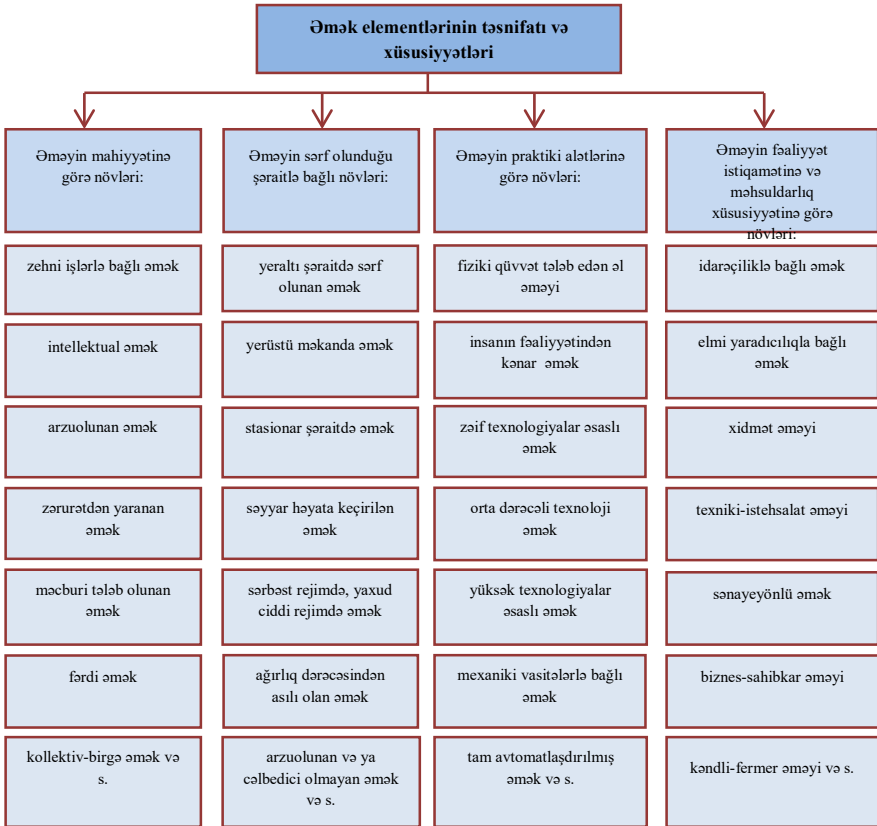 Əmək elementlərinin təsnifatı və
xüsusiyyətləri
Əməyin mahiyyətinə
görə növləri:
zehni işlərlə bağlı əmək
intellektual əmək
arzuolunan əmək
zərurətdən yaranan
əmək
məcburi tələb olunan
əmək
fərdi əmək
kollektiv-birgə əmək və
s.
Əməyin sərf olunduğu
şəraitlə bağlı növləri:
yeraltı şəraitdə sərf
olunan əmək
yerüstü məkanda əmək
stasionar şəraitdə əmək
səyyar həyata keçirilən
əmək
sərbəst rejimdə, yaxud
ciddi rejimdə əmək
ağırlıq dərəcəsindən
asılı olan əmək
arzuolunan və ya
cəlbedici olmayan əmək
və s.
Əməyin praktiki alətlərinə
görə növləri:
fiziki qüvvət tələb edən əl
əməyi
insanın fəaliyyətindən
kənar əmək
zəif texnologiyalar əsaslı
əmək
orta dərəcəli texnoloji
əmək
yüksək texnologiyalar
əsaslı əmək
mexaniki vasitələrlə bağlı
əmək
tam avtomatlaşdırılmış
əmək və s.
Əməyin fəaliyyət
istiqamətinə və
məhsuldarlıq
xüsusiyyətinə görə
növləri:
idarəçiliklə bağlı əmək
elmi yaradıcılıqla bağlı
əmək
xidmət əməyi
texniki-istehsalat əməyi
sənayeyönlü əmək
biznes-sahibkar əməyi
kəndli-fermer əməyi və s.